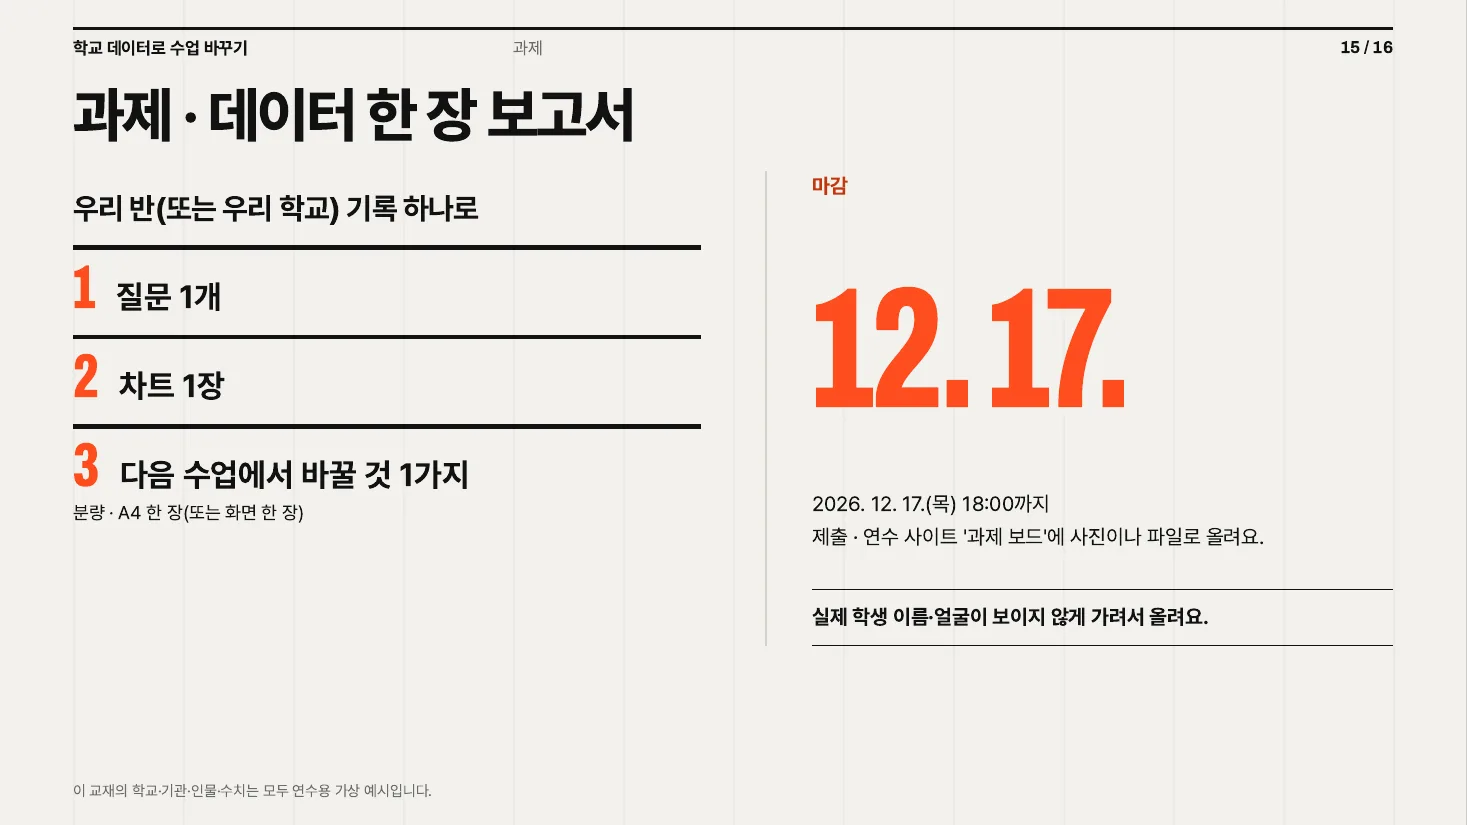 학교 데이터로 수업 바꾸기
과제
15 / 16
과제 · 데이터 한 장 보고서
우리 반(또는 우리 학교) 기록 하나로
1 질문 1개
2 차트 1장
3 다음 수업에서 바꿀 것 1가지
분량 · A4 한 장(또는 화면 한 장)
마감
12. 17.
2026. 12. 17.(목) 18:00까지
제출 · 연수 사이트 '과제 보드'에 사진이나 파일로 올려요.
실제 학생 이름·얼굴이 보이지 않게 가려서 올려요.
이 교재의 학교·기관·인물·수치는 모두 연수용 가상 예시입니다.